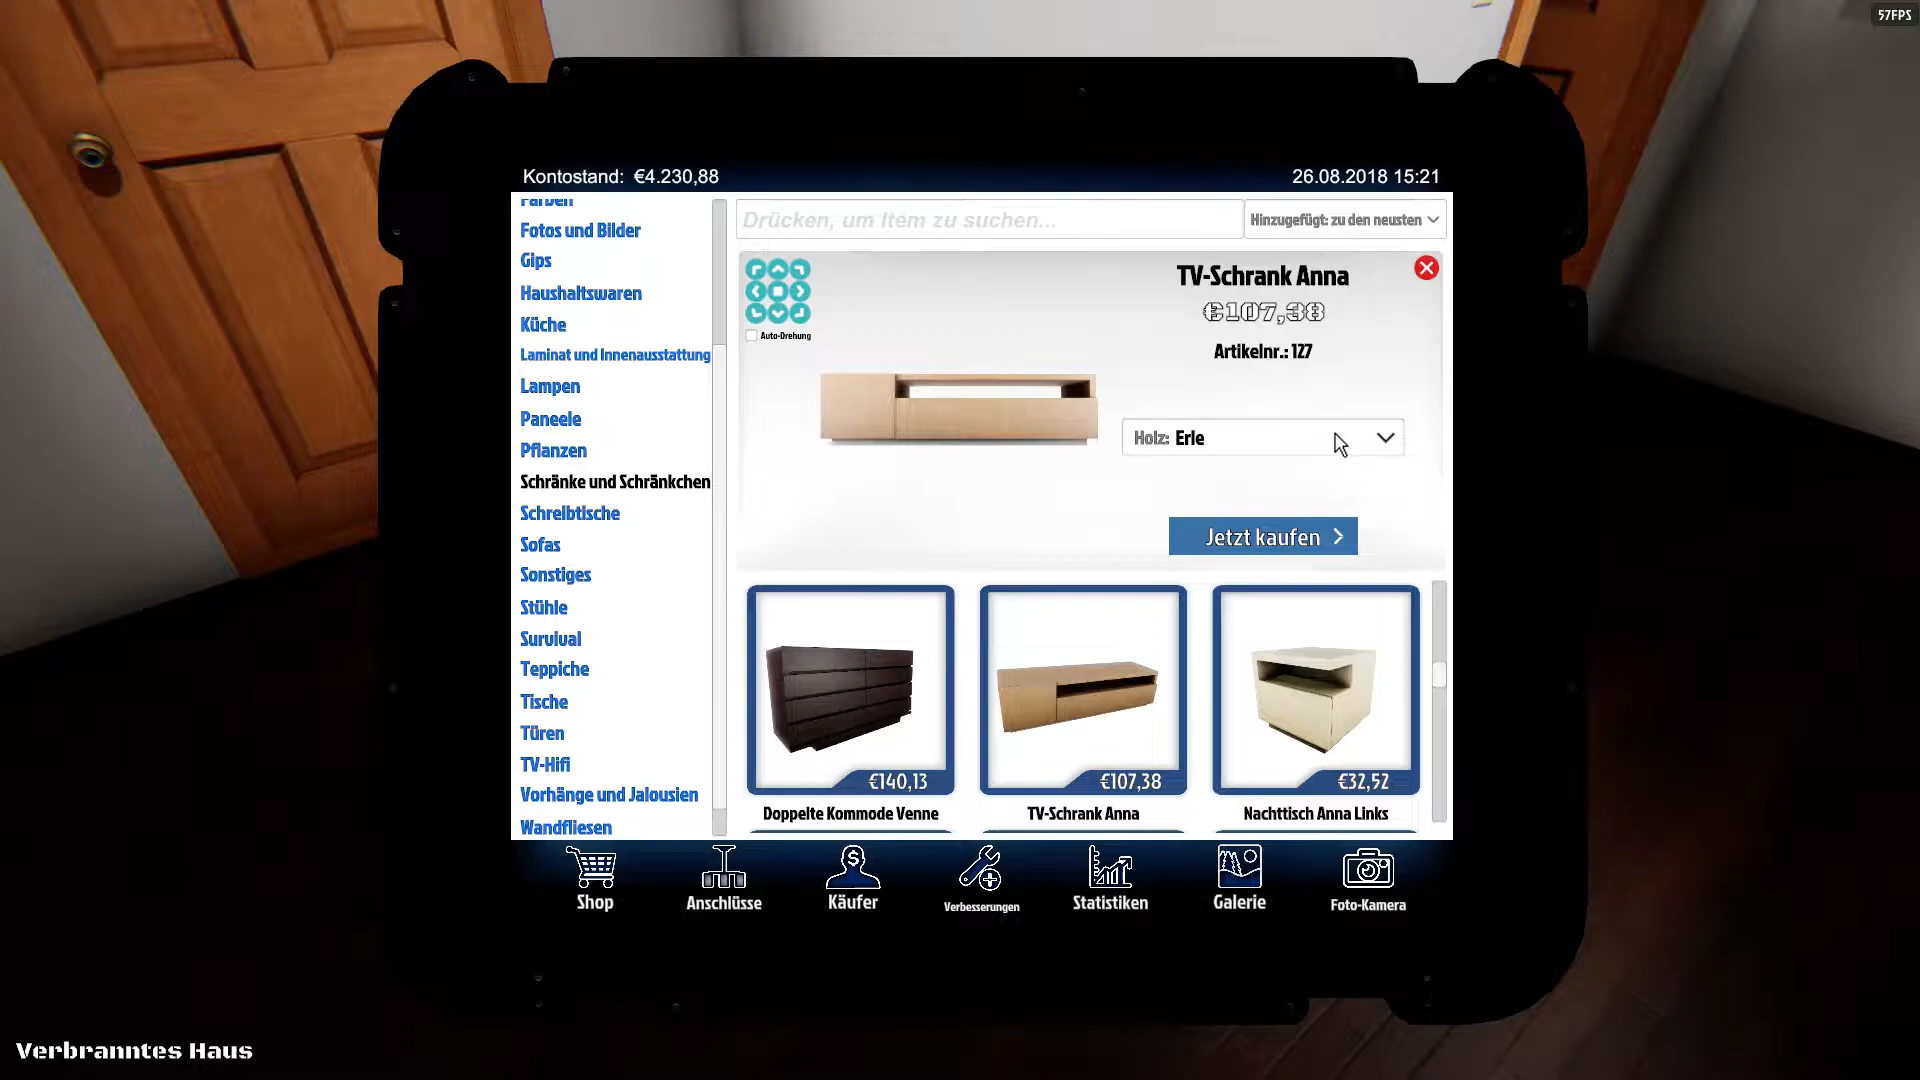 57FPS
Kontostand: €4.230,88
26.08.2018 15:21
Farben
Fotos und Bilder
Gips
Haushaltswaren
Küche
Laminat und Innenausstattung
Lampen
Paneele
Pflanzen
Schränke und Schränkchen
Schreibtische
Sofas
Sonstiges
Stühle
Survival
Teppiche
Tische
Türen
TV-Hifi
Vorhänge und Jalousien
Wandfliesen
Drücken, um Item zu suchen...
Hinzugefügt: zu den neusten
Auto-Drehung
TV-Schrank Anna
€107,38
Artikelnr.: 127
Holz: Erle
Jetzt kaufen
€140,13
Doppelte Kommode Venne
€107,38
TV-Schrank Anna
€32,52
Nachttisch Anna Links
Shop
Anschlüsse
Käufer
Verbesserungen
Statistiken
Galerie
Foto-Kamera
Verbranntes Haus